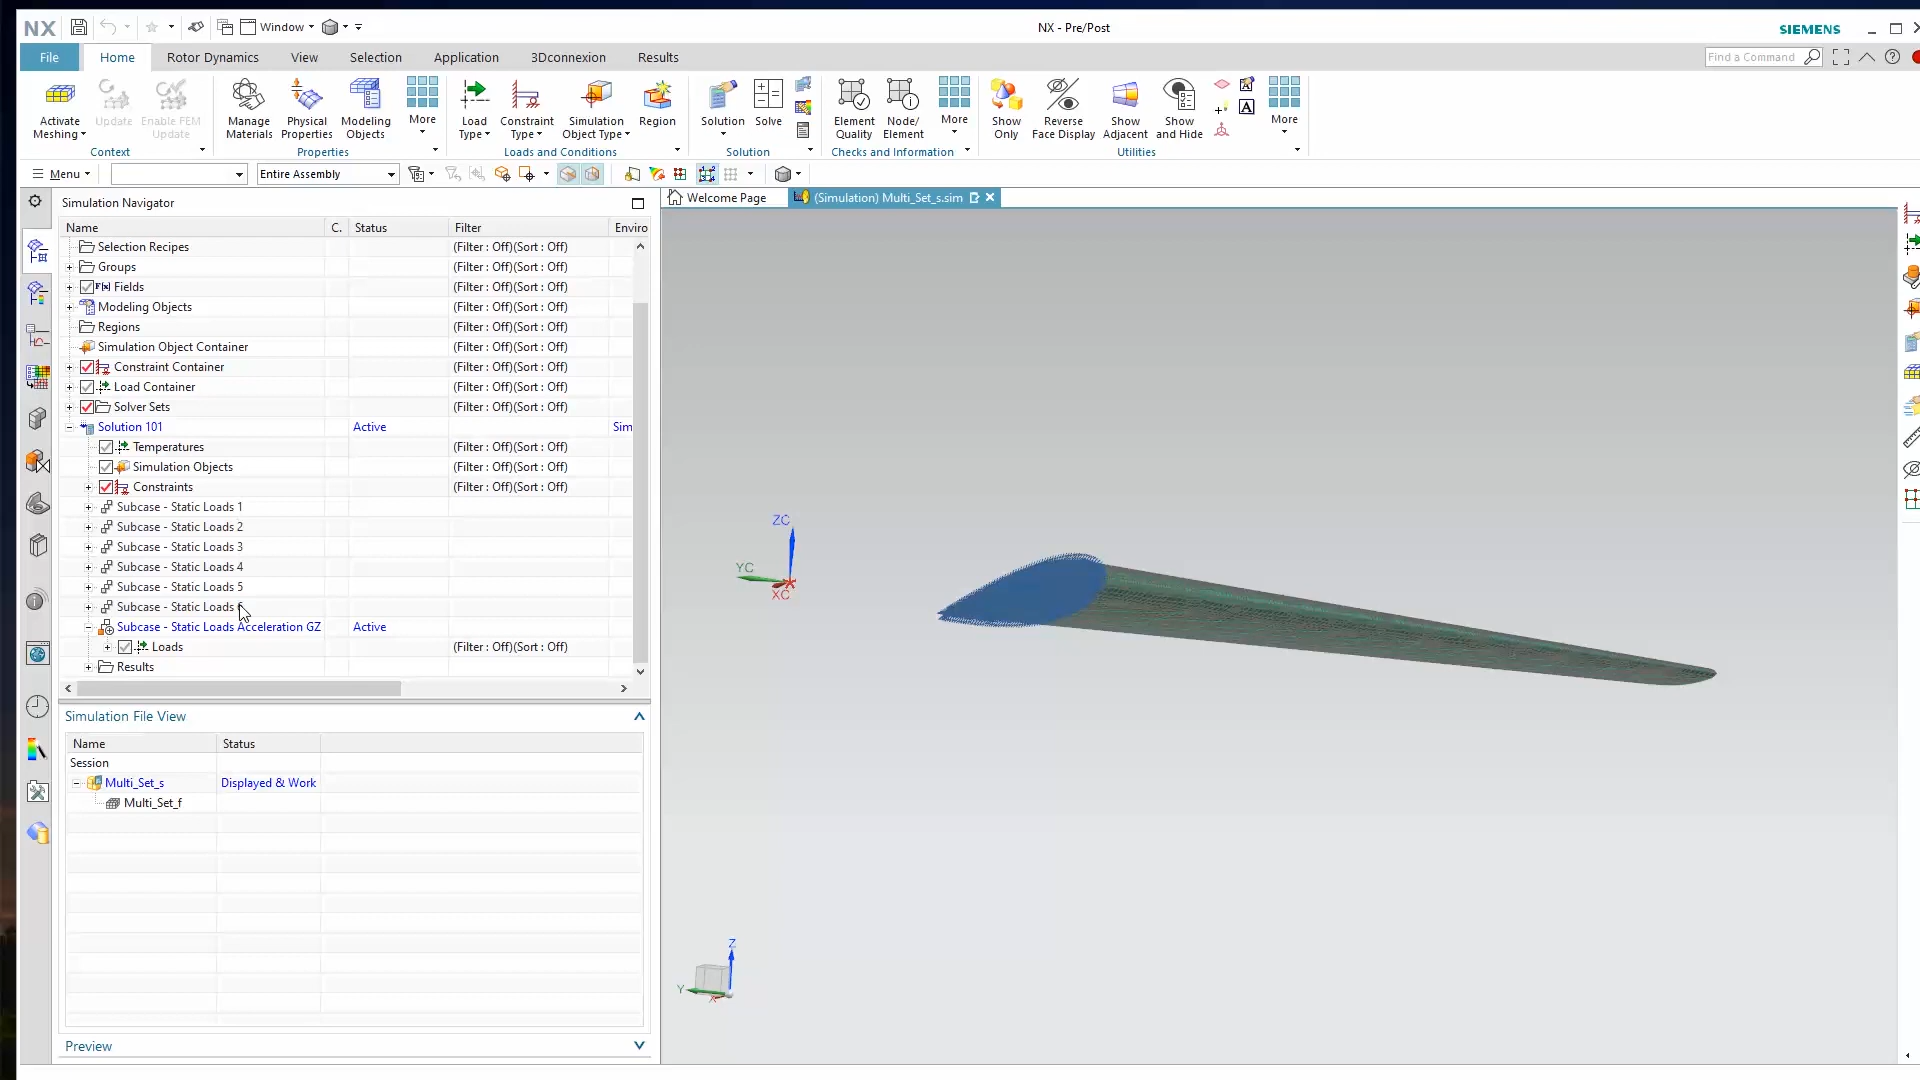 NX Window NX - Pre/Post SIEMENS
File Home Rotor Dynamics View Selection Application 3Dconnexion Results Find a Command
Activate Meshing Update Enable FEM Update Manage Materials Physical Properties Modeling Objects More Load Type Constraint Type Simulation Object Type Region Solution Solve Element Quality Node/ Element More Show Only Reverse Face Display Show Adjacent Show and Hide More
Context Properties Loads and Conditions Solution Checks and Information Utilities
Menu Entire Assembly
Simulation Navigator Welcome Page (Simulation) Multi_Set_s.sim
Name C. Status Filter Enviro
Selection Recipes (Filter : Off)(Sort : Off)
Groups (Filter : Off)(Sort : Off)
Fields (Filter : Off)(Sort : Off)
Modeling Objects (Filter : Off)(Sort : Off)
Regions (Filter : Off)(Sort : Off)
Simulation Object Container (Filter : Off)(Sort : Off)
Constraint Container (Filter : Off)(Sort : Off)
Load Container (Filter : Off)(Sort : Off)
Solver Sets (Filter : Off)(Sort : Off)
Solution 101 Active Sim
Temperatures (Filter : Off)(Sort : Off)
Simulation Objects (Filter : Off)(Sort : Off)
Constraints (Filter : Off)(Sort : Off)
Subcase - Static Loads 1
Subcase - Static Loads 2
Subcase - Static Loads 3
Subcase - Static Loads 4
Subcase - Static Loads 5
Subcase - Static Loads
Subcase - Static Loads Acceleration GZ Active
Loads (Filter : Off)(Sort : Off)
Results
ZC
YC
XC
Simulation File View
Name Status
Session
Multi_Set_s Displayed & Work
Multi_Set_f
Z
Y
X
Preview